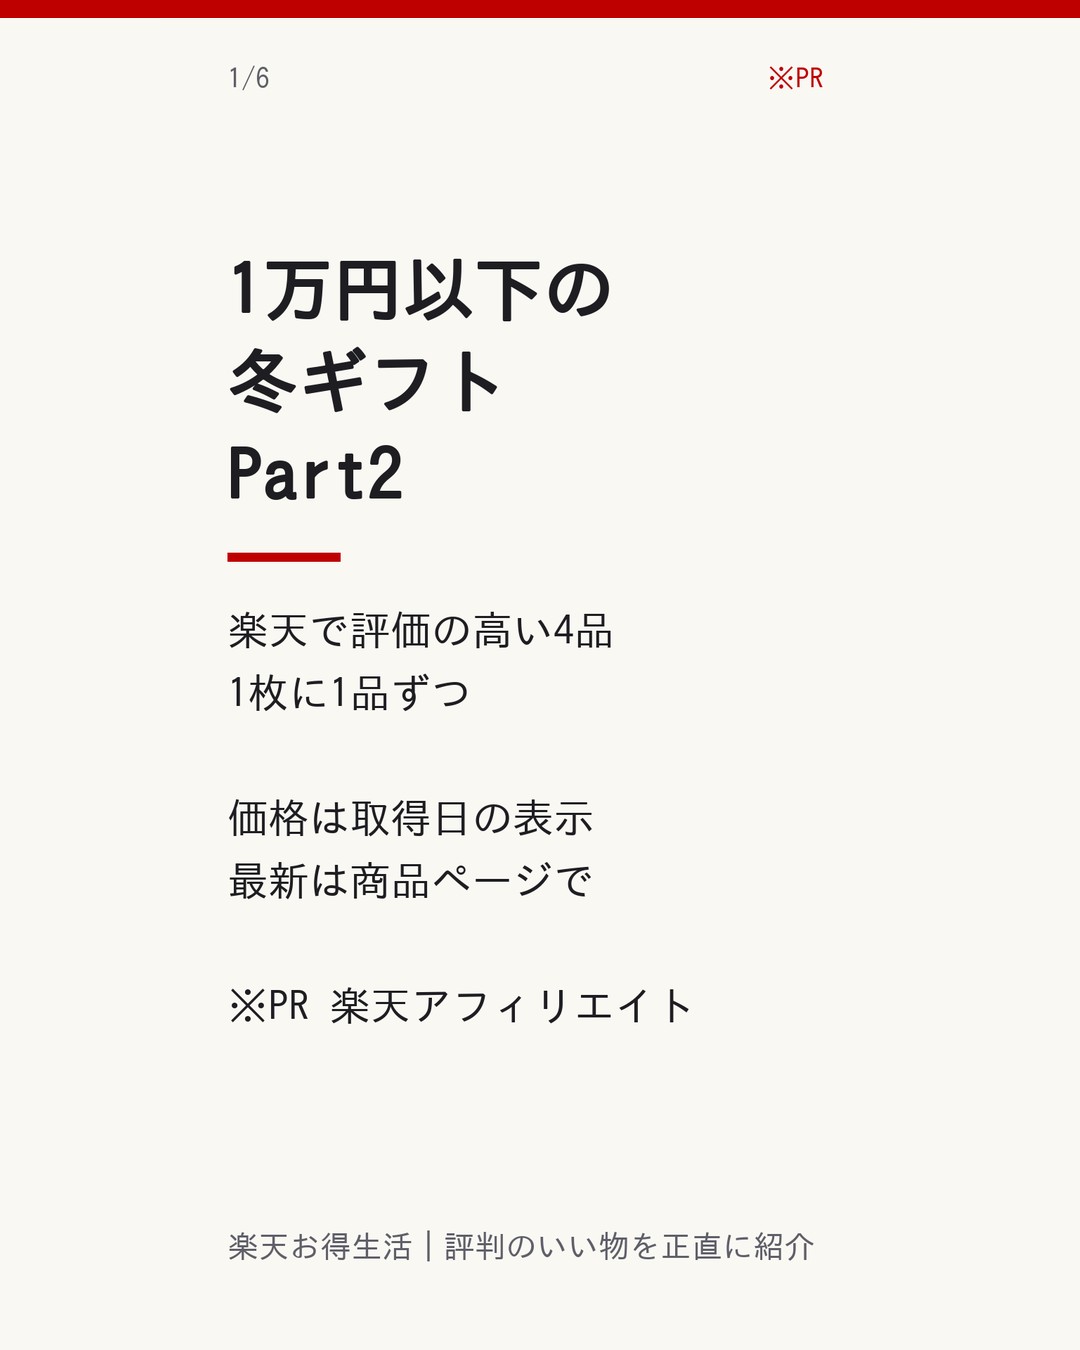 1/6
※PR
1万円以下の
冬ギフト
Part2
楽天で評価の高い4品
1枚に1品ずつ
価格は取得日の表示
最新は商品ページで
※PR 楽天アフィリエイト
楽天お得生活｜評判のいい物を正直に紹介